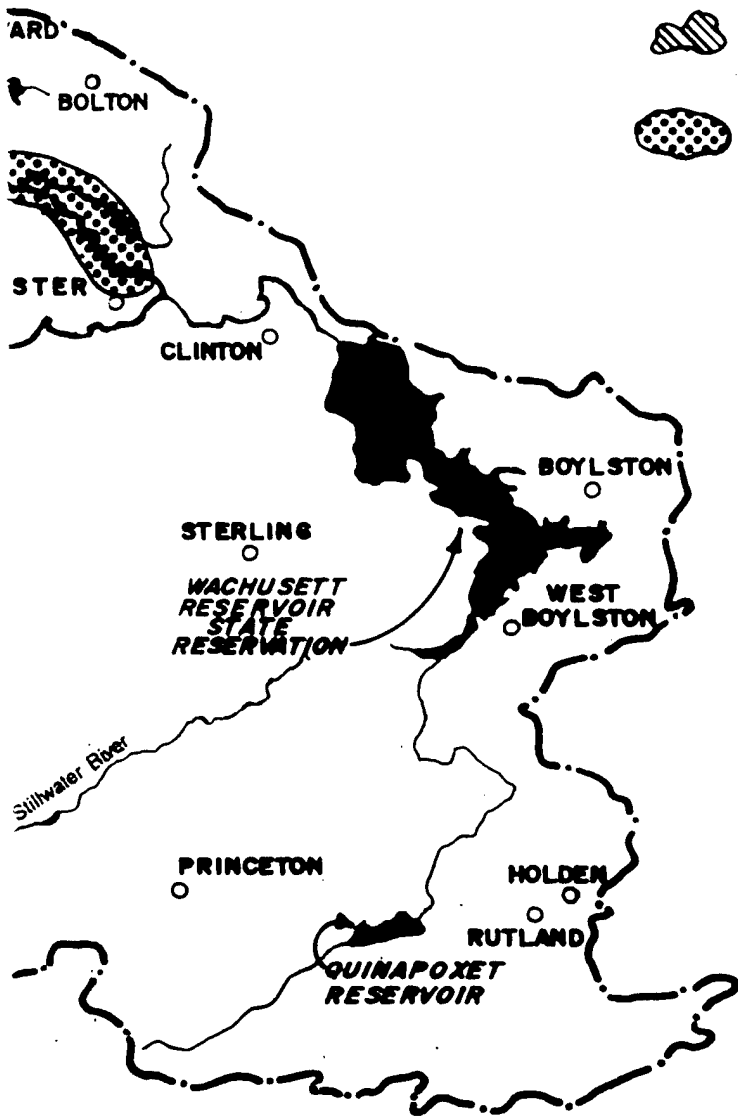 ARD
BOLTON
STER
CLINTON
BOYLSTON
STERLING
WACHUSETT
RESERVOIR
STATE
RESERVATION
WEST
BOYLSTON
Stillwater River
PRINCETON
HOLDEN
RUTLAND
QUINAPOXET
RESERVOIR